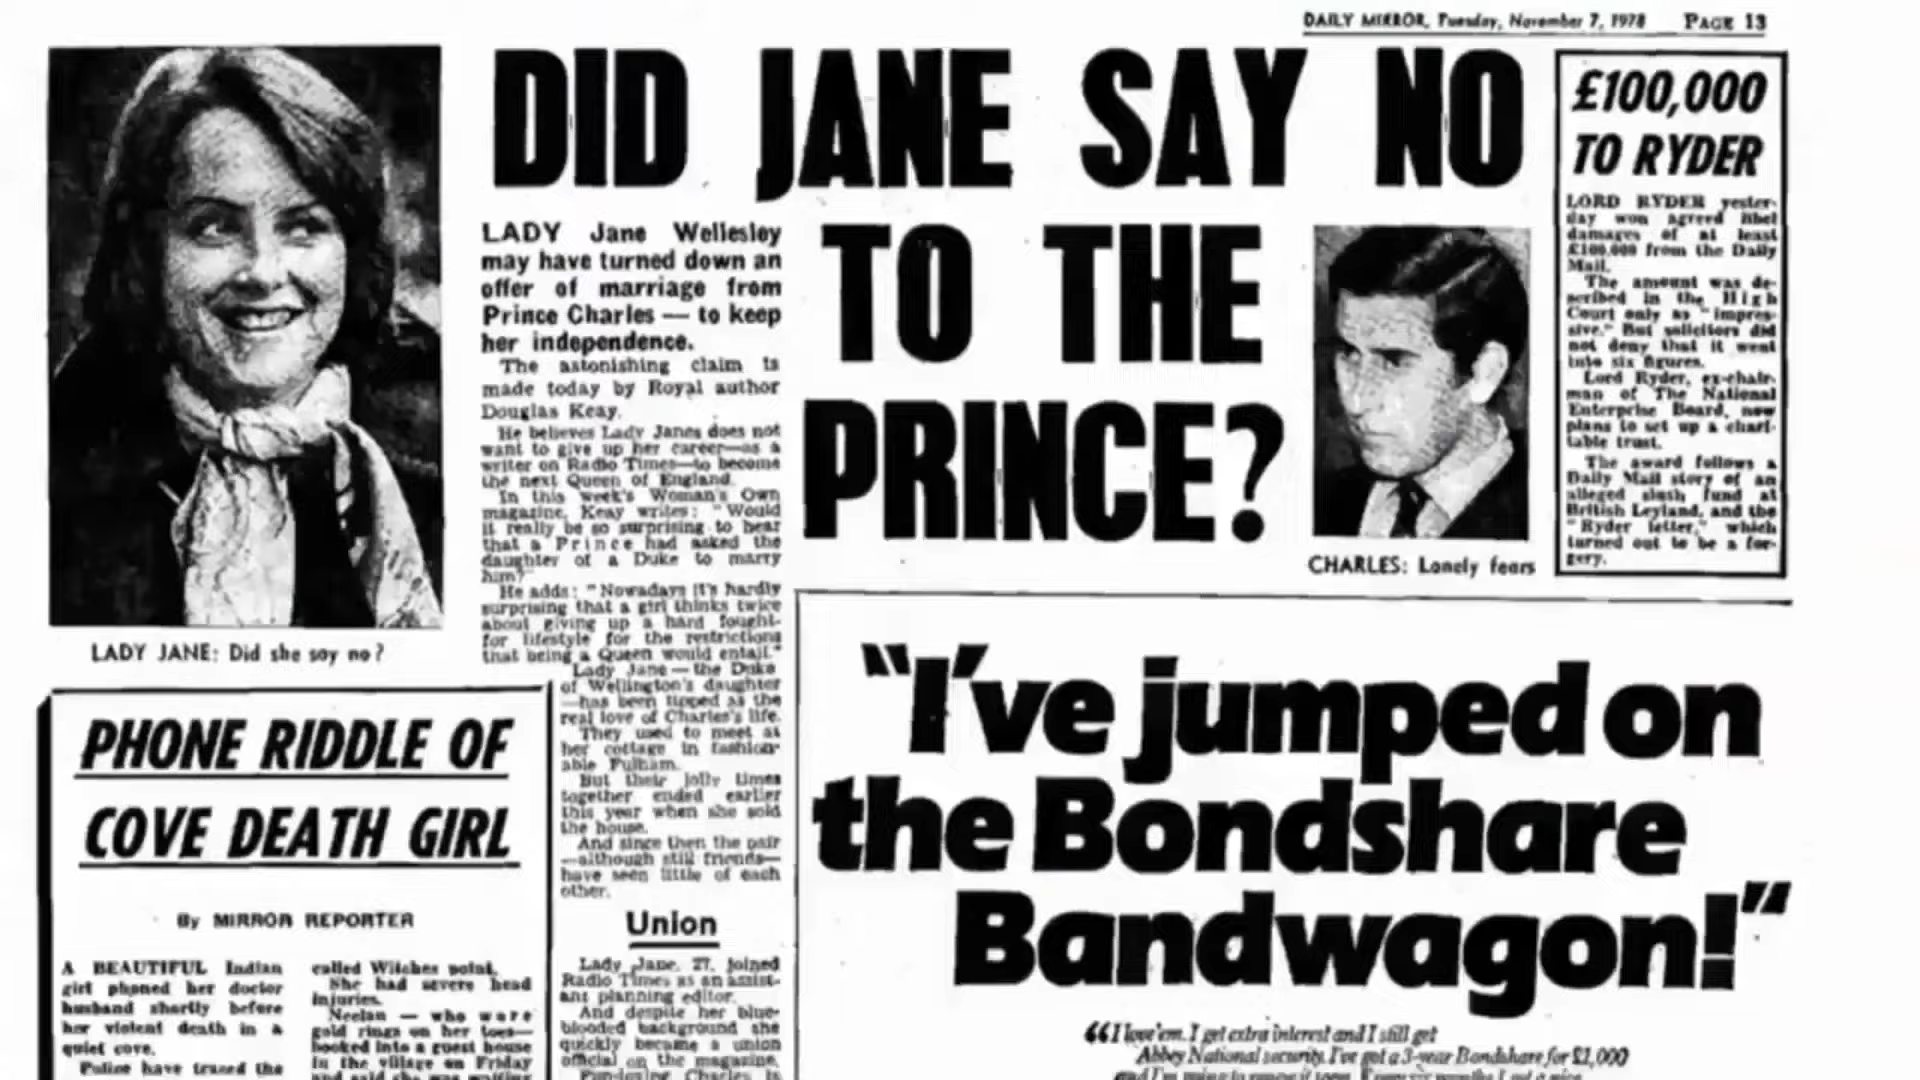 DAILY MIRROR, Tuesday, November 7, 1978 PAGE 13
DID JANE SAY NO
TO THE
PRINCE?
LADY JANE: Did she say no?
LADY Jane Wellesley
may have turned down an
offer of marriage from
Prince Charles — to keep
her independence.
The astonishing claim is
made today by Royal author
Douglas Keay.
He believes Lady Janes does not
want to give up her career—as a
writer on Radio Times—to become
the next Queen of England.
In this week's Woman's Own
magazine, Keay writes: "Would
it really be so surprising to hear
that a Prince had asked the
daughter of a Duke to marry
him?"
He adds: "Nowadays it's hardly
surprising that a girl thinks twice
about giving up a hard fought-
for lifestyle for the restrictions
that being a Queen would entail."
Lady Jane—the Duke
of Wellington's daughter
—has been tipped as the
real love of Charles's life.
They used to meet at
her cottage in fashion-
able Fulham.
But their jolly times
together ended earlier
this year when she sold
the house.
And since then the pair
—although still friends—
have seen little of each
other.
Union
Lady Jane, 27, joined
Radio Times as an assist-
ant planning editor.
And despite her blue-
blooded background she
quickly became a union
official on the magazine.
Charles is
CHARLES: Lonely fears
£100,000
TO RYDER
LORD RYDER yester-
day won agreed libel
damages of at least
£100,000 from the Daily
Mail.
The amount was de-
scribed in the High
Court only as "impres-
sive." But solicitors did
not deny that it went
into six figures.
Lord Ryder, ex-chair-
man of The National
Enterprise Board, now
plans to set up a chari-
table trust.
The award follows a
Daily Mail story of an
alleged slush fund at
British Leyland, and the
"Ryder letter," which
turned out to be a for-
gery.
PHONE RIDDLE OF
COVE DEATH GIRL
By MIRROR REPORTER
A BEAUTIFUL Indian
girl phoned her doctor
husband shortly before
her violent death in a
quiet cove.
Police have traced the
called Witches point.
She had severe head
injuries.
Neelan — who wore
gold rings on her toes—
booked into a guest house
in the village on Friday
and said she was waiting
"I've jumped on
the Bondshare
Bandwagon!"
"I love 'em. I get extra interest and I still get
Abbey National security. I've got a 3-year Bondshare for £1,000
and I'm going to renew it soon.